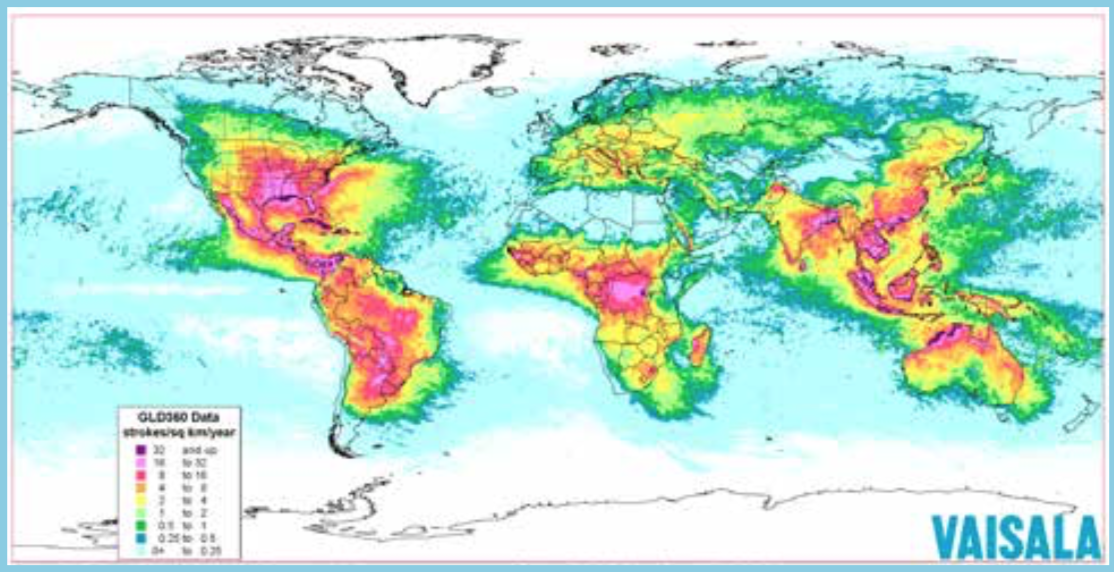 GLD360 Data
strokes/sq km/year
32 and up
16 to 32
8 to 16
4 to 8
2 to 4
1 to 2
0.5 to 1
0.25 to 0.5
0+ to 0.25
VAISALA